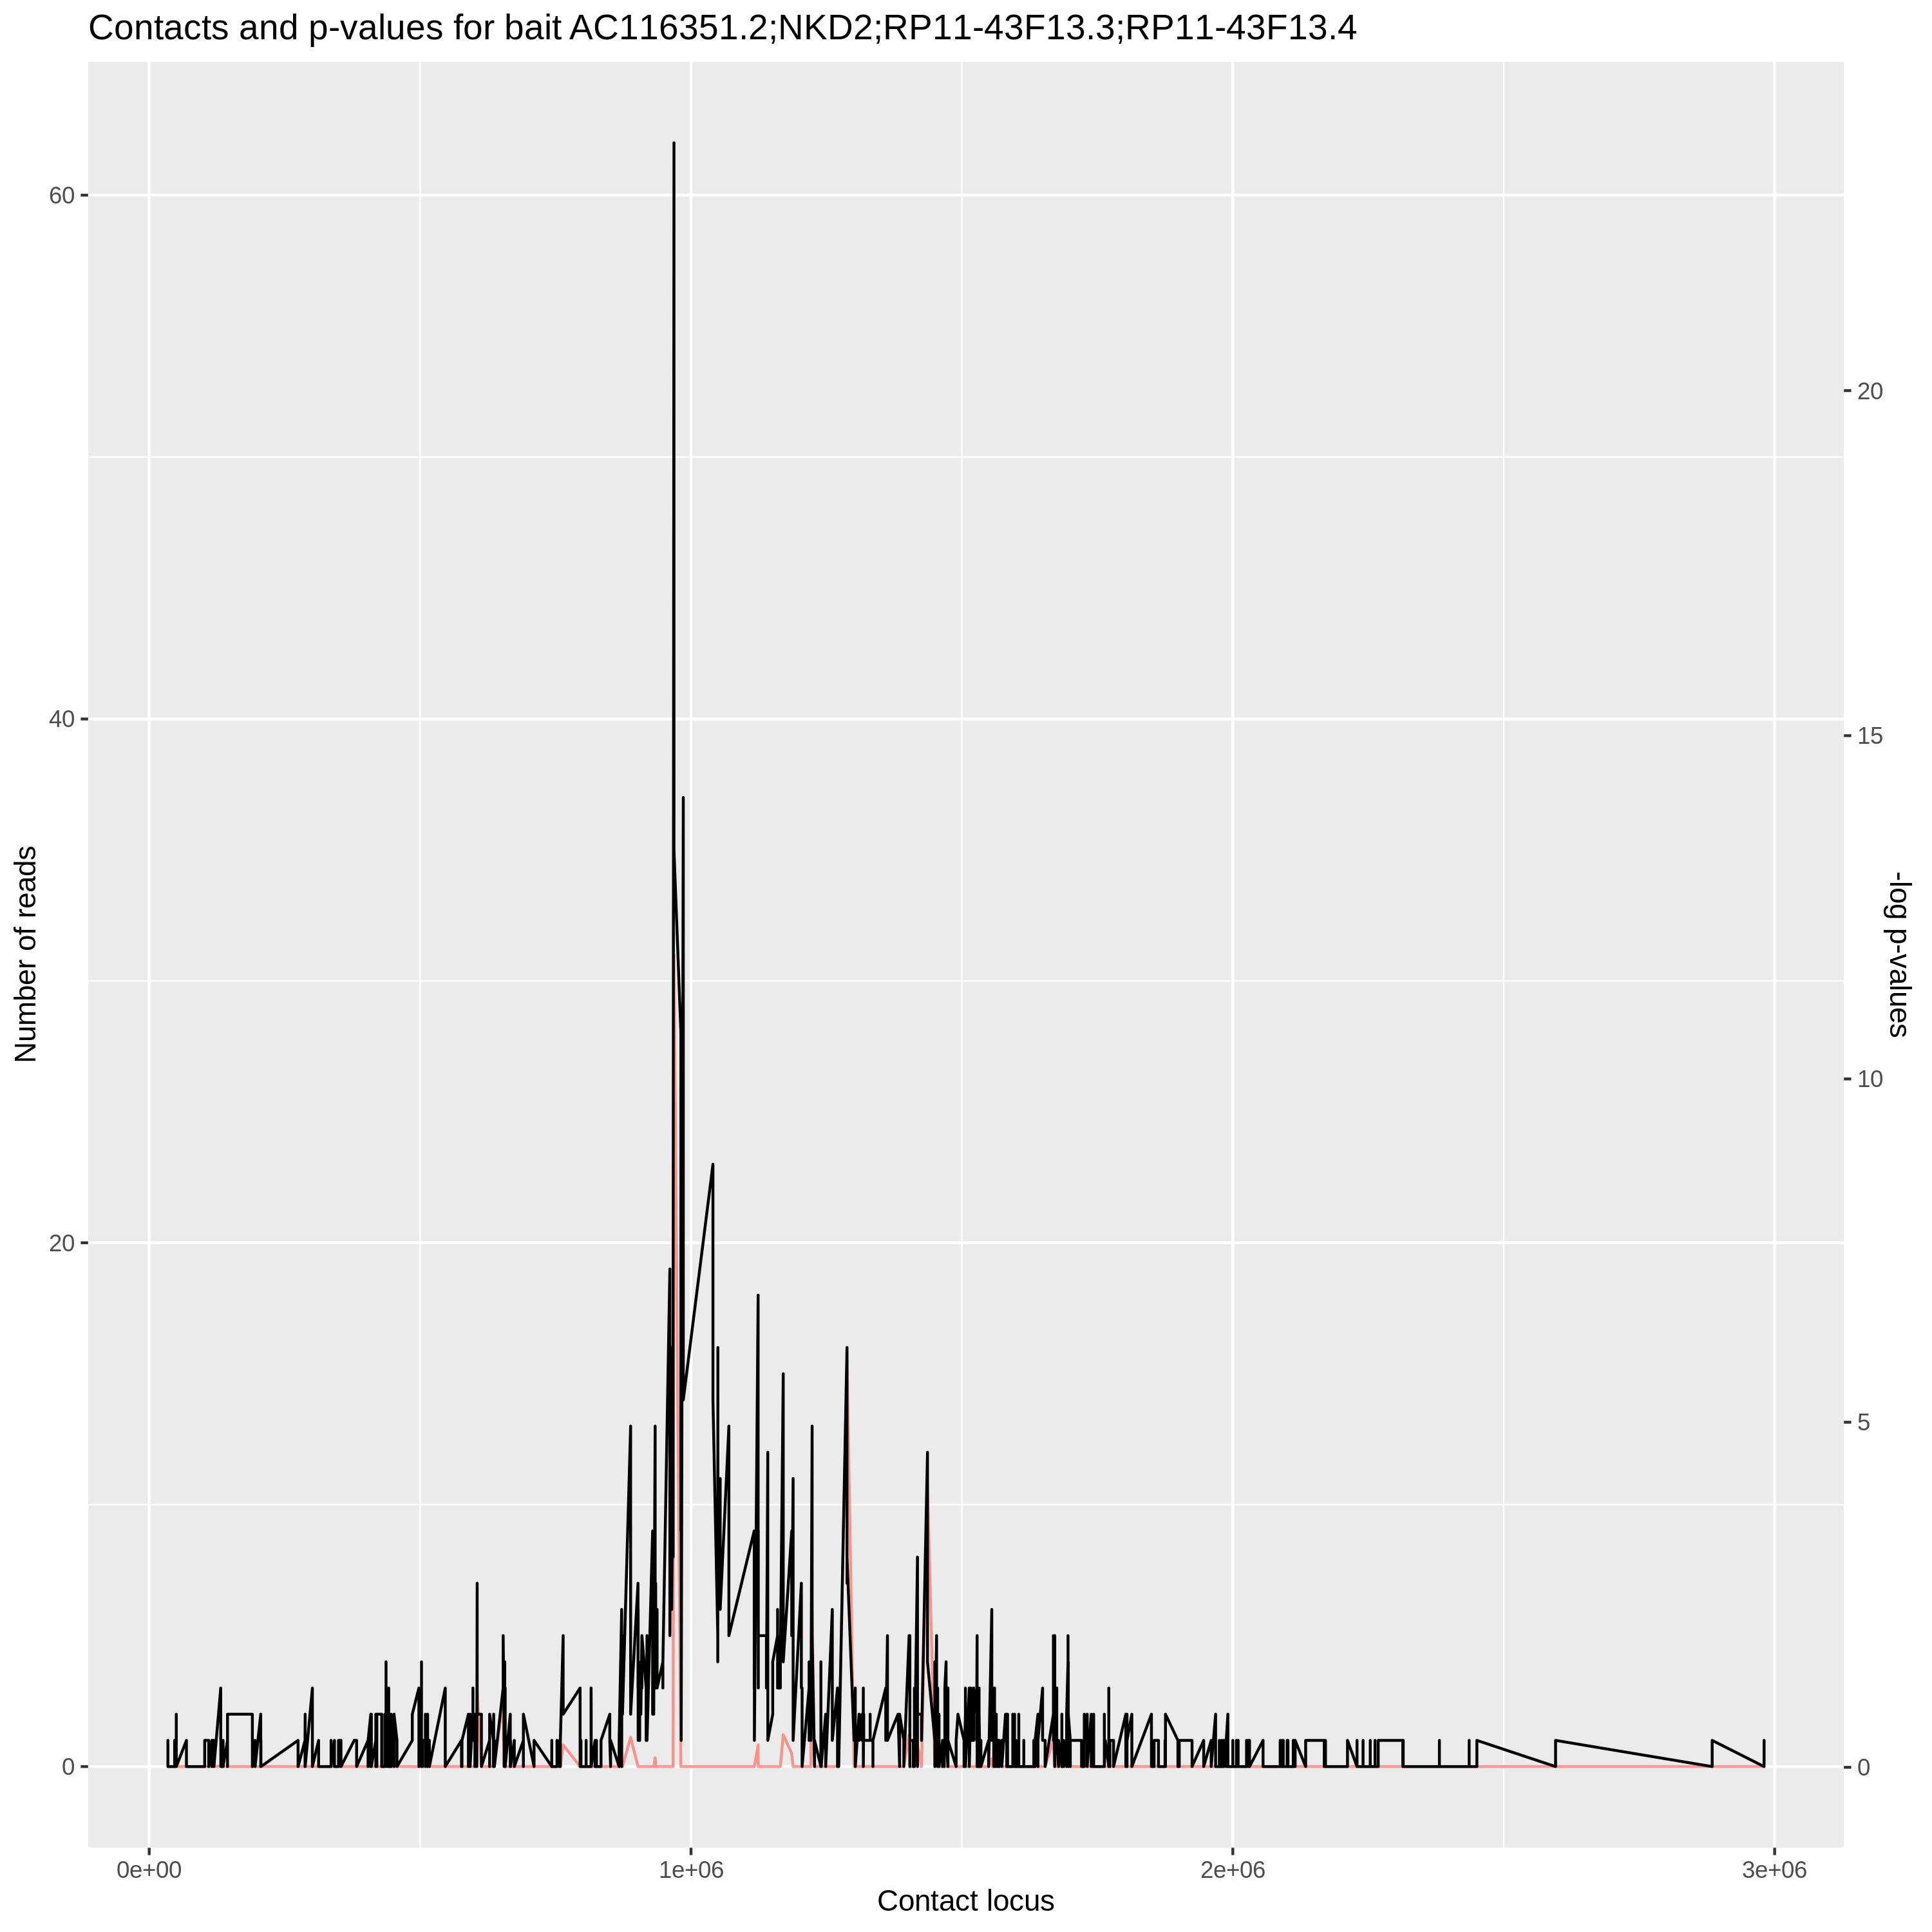 Contacts and p-values for bait AC116351.2;NKD2;RP11-43F13.3;RP11-43F13.4
60
40
20
0
Number of reads
20
15
10
5
0
-log p-values
0e+00 1e+06 2e+06 3e+06
Contact locus